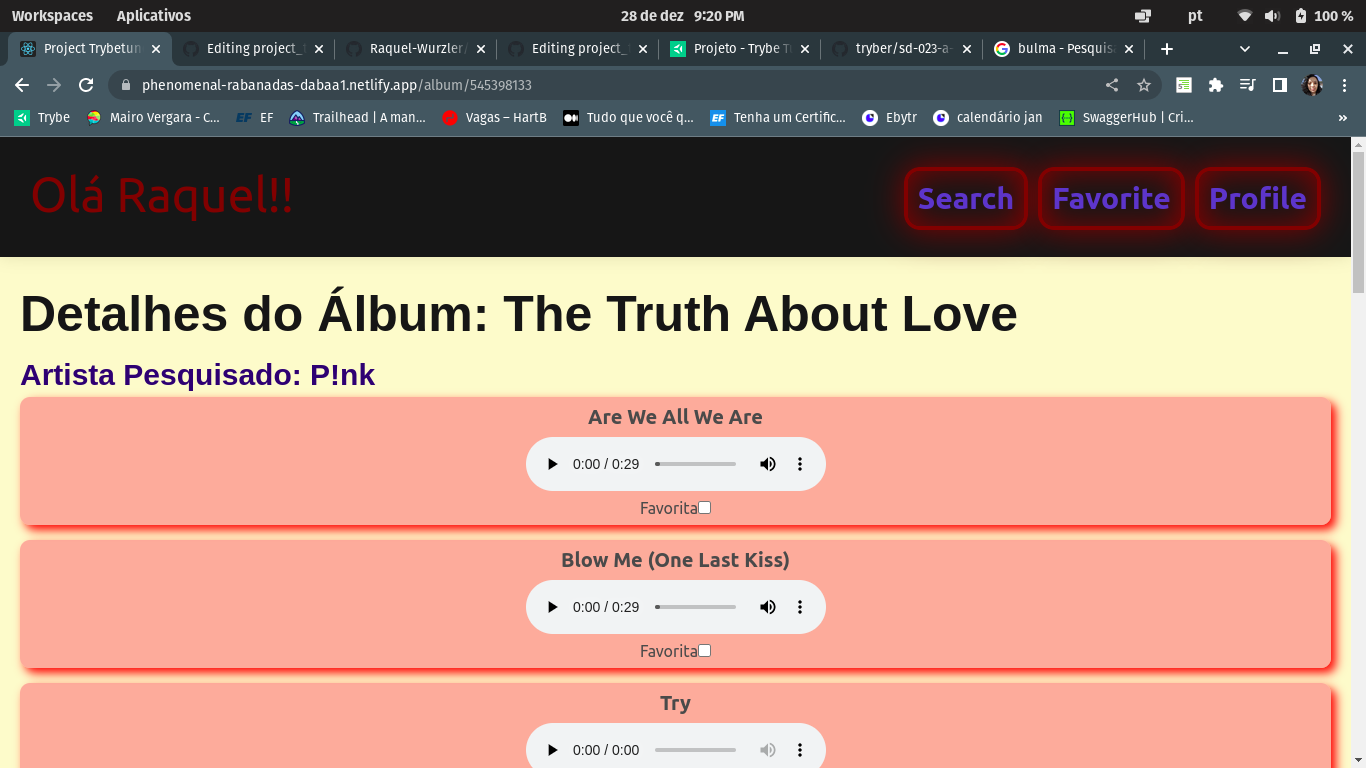 Workspaces Aplicativos 28 de dez 9:20 PM pt 100 %
Project Trybetun Editing project_ Raquel-Wurzler/ Editing project_ Projeto - Trybe T tryber/sd-023-a- bulma - Pesquis
phenomenal-rabanadas-dabaa1.netlify.app/album/545398133
Trybe Mairo Vergara - C... EF EF Trailhead | A man... Vagas – HartB Tudo que você q... EF Tenha um Certific... Ebytr calendário jan SwaggerHub | Cri... »
Olá Raquel!! Search Favorite Profile
Detalhes do Álbum: The Truth About Love
Artista Pesquisado: P!nk
Are We All We Are
0:00 / 0:29
Favorita
Blow Me (One Last Kiss)
0:00 / 0:29
Favorita
Try
0:00 / 0:00